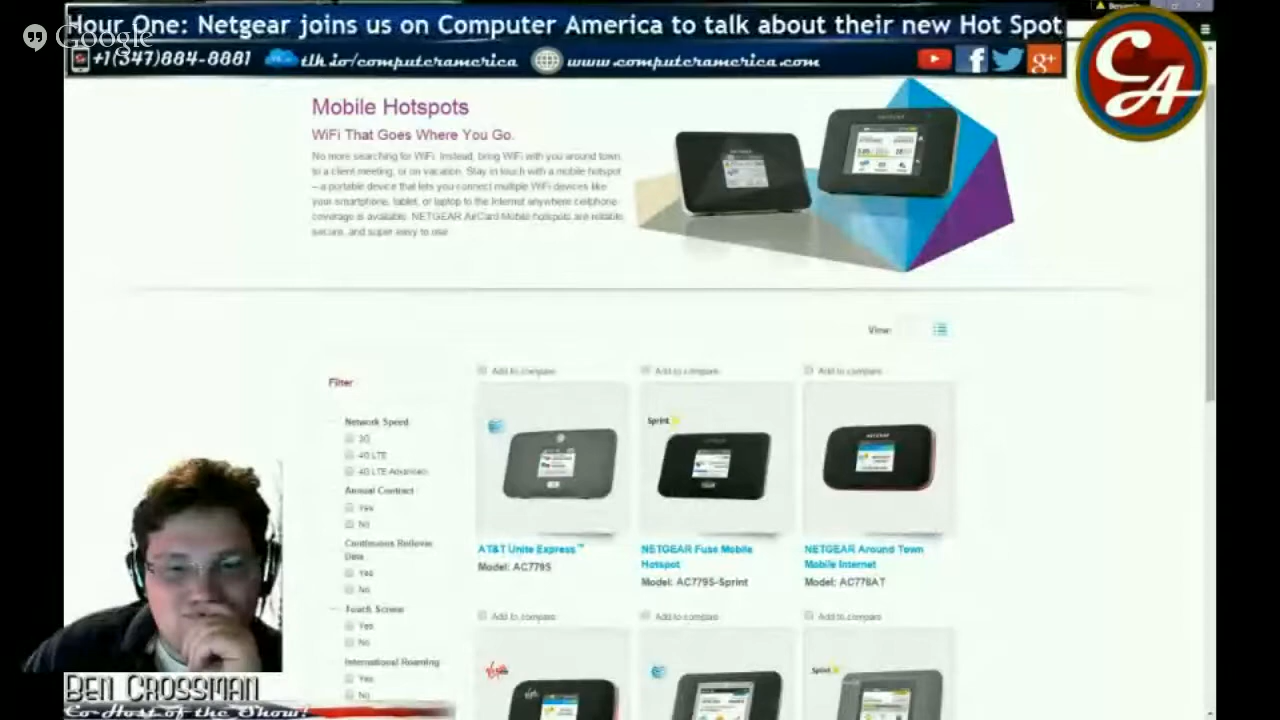 Hour One: Netgear joins us on Computer America to talk about their new Hot Spot
Google
+1(347)884-8881 tlk.io/computeramerica www.computeramerica.com
CA
Mobile Hotspots
WiFi That Goes Where You Go.
No more searching for WiFi. Instead, bring WiFi with you around town,
to a client meeting, or on vacation. Stay in touch with a mobile hotspot
– a portable device that lets you connect multiple WiFi devices like
your smartphone, tablet, or laptop to the Internet anywhere cellphone
coverage is available. NETGEAR AirCard Mobile hotspots are reliable,
secure, and super easy to use.
View:
Filter
Network Speed
3G
4G LTE
4G LTE Advanced
Annual Contract
Yes
No
Continuous Rollover
Data
Yes
No
Touch Screen
Yes
No
International Roaming
Yes
No
Add to compare
Add to compare
Add to compare
Sprint
NETGEAR
AT&T Unite Express™
Model: AC779S
NETGEAR Fuse Mobile
Hotspot
Model: AC779S-Sprint
NETGEAR Around Town
Mobile Internet
Model: AC778AT
Add to compare
Add to compare
Add to compare
Sprint
Ben Crossman
Co-Host of the Show!